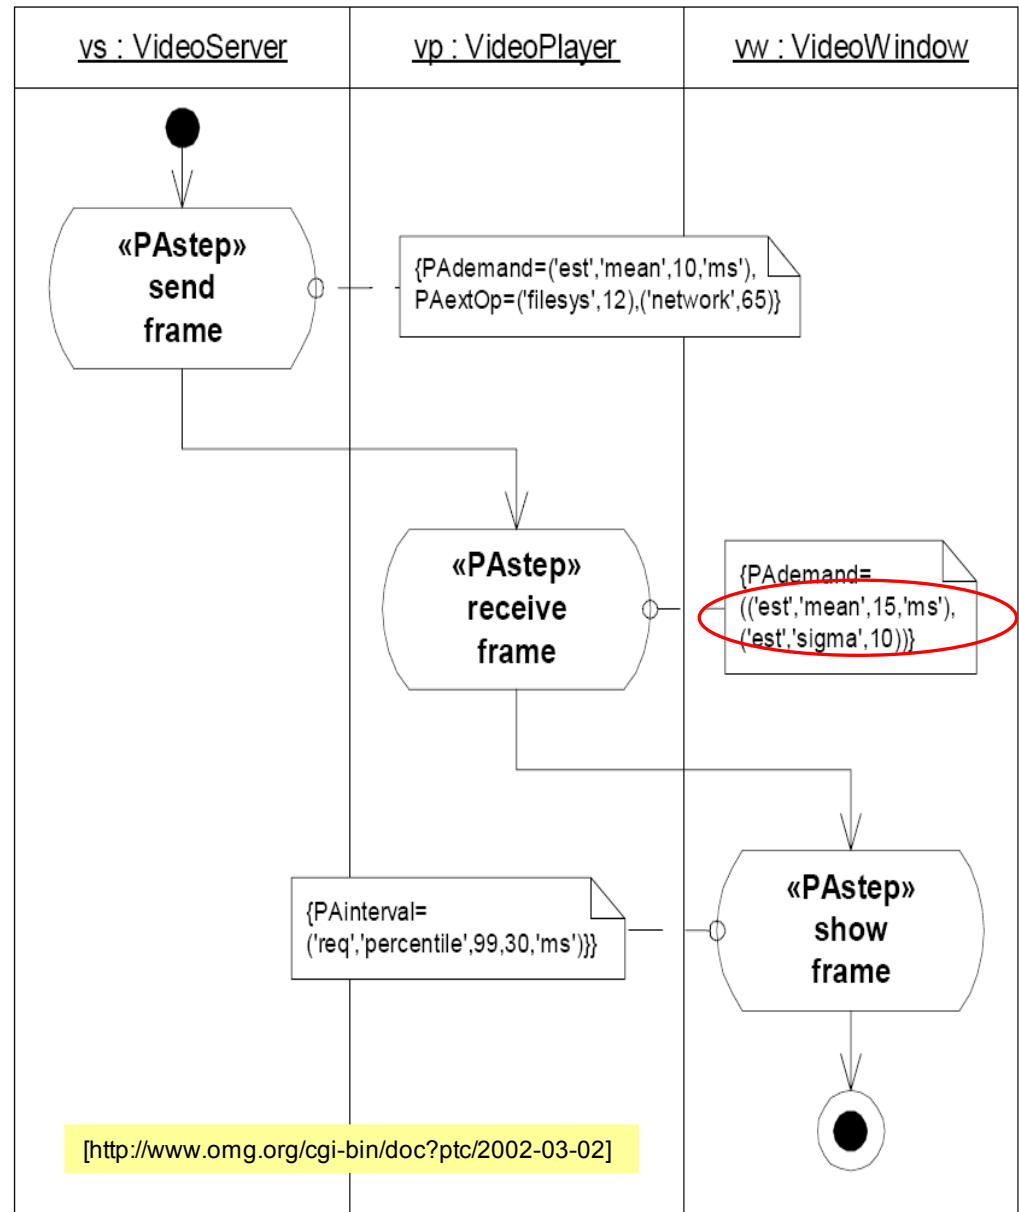 vs : VideoServer
vp : VideoPlayer
vw : VideoWindow
«PAstep»
send
frame
{PAdemand=('est','mean',10,'ms'),
PAextOp=('filesys',12),('network',65)}
«PAstep»
receive
frame
{PAdemand=
(('est','mean',15,'ms'),
('est','sigma',10))}
{PAinterval=
('req','percentile',99,30,'ms')}}
«PAstep»
show
frame
[http://www.omg.org/cgi-bin/doc?ptc/2002-03-02]